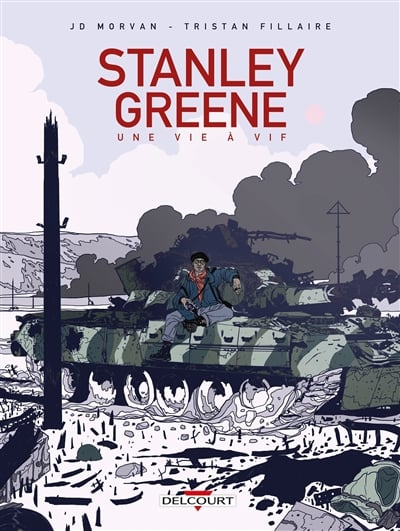 JD MORVAN - TRISTAN FILLAIRE
STANLEY
GREENE
UNE VIE À VIF
DELCOURT